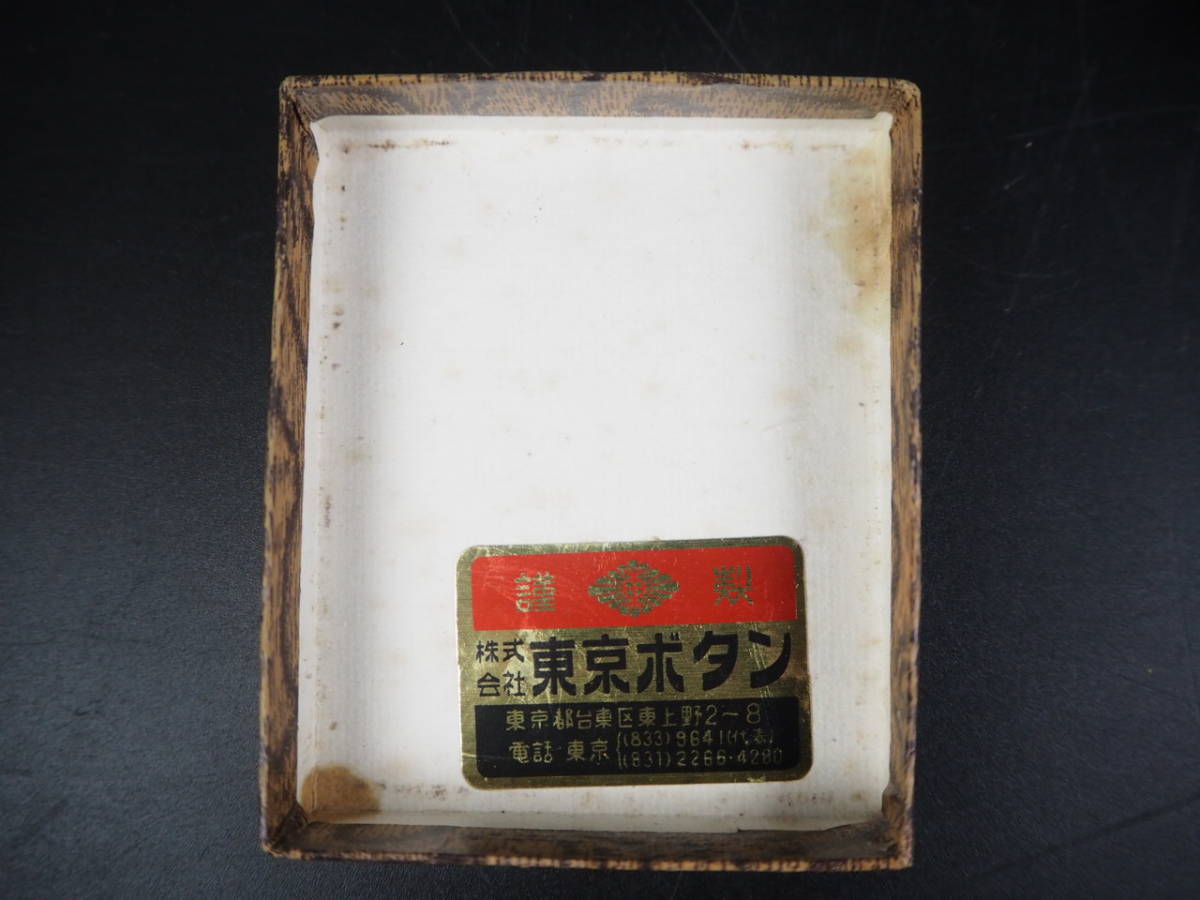 謹製
株式会社 東京ボタン
東京都台東区東上野2〜8
電話 東京 (833)9641(代表)
(831)2266・4280